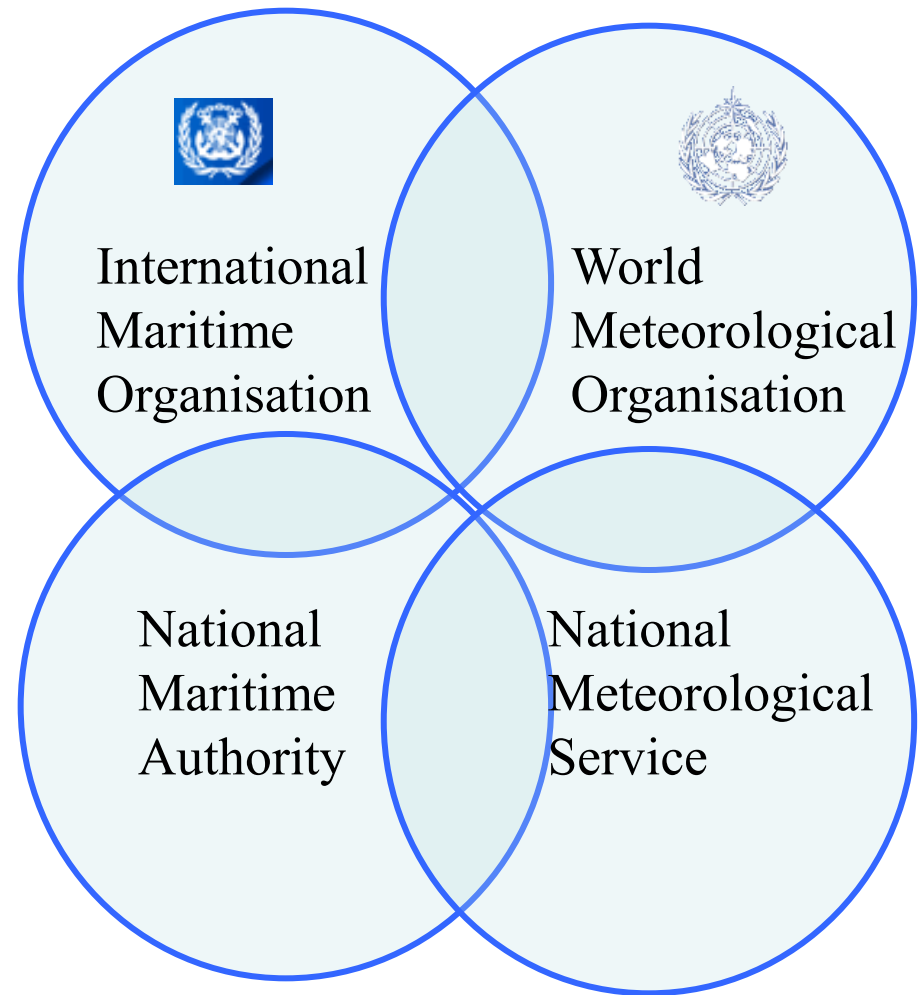 International
Maritime
Organisation
World
Meteorological
Organisation
National
Maritime
Authority
National
Meteorological
Service